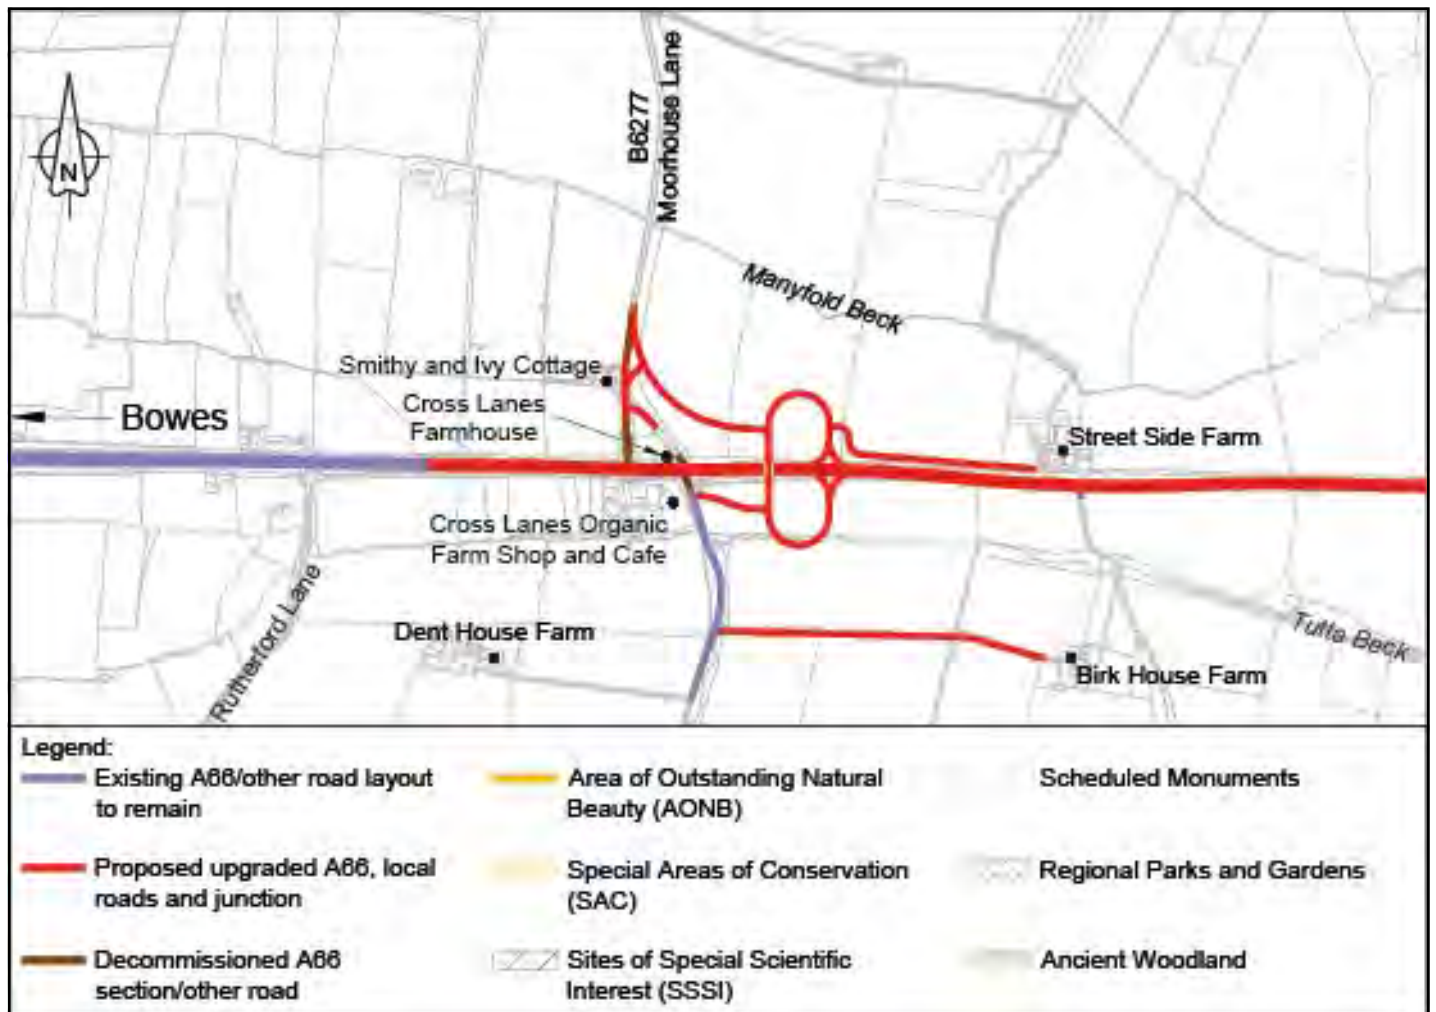 N
B6277
Moorhouse Lane
Manyfold Beck
Smithy and Ivy Cottage
Cross Lanes
Farmhouse
Bowes
Street Side Farm
Cross Lanes Organic
Farm Shop and Cafe
Rutherford Lane
Dent House Farm
Tutta Beck
Birk House Farm
Legend:
Existing A66/other road layout
to remain
Proposed upgraded A66, local
roads and junction
Decommissioned A66
section/other road
Area of Outstanding Natural
Beauty (AONB)
Special Areas of Conservation
(SAC)
Sites of Special Scientific
Interest (SSSI)
Scheduled Monuments
Regional Parks and Gardens
Ancient Woodland